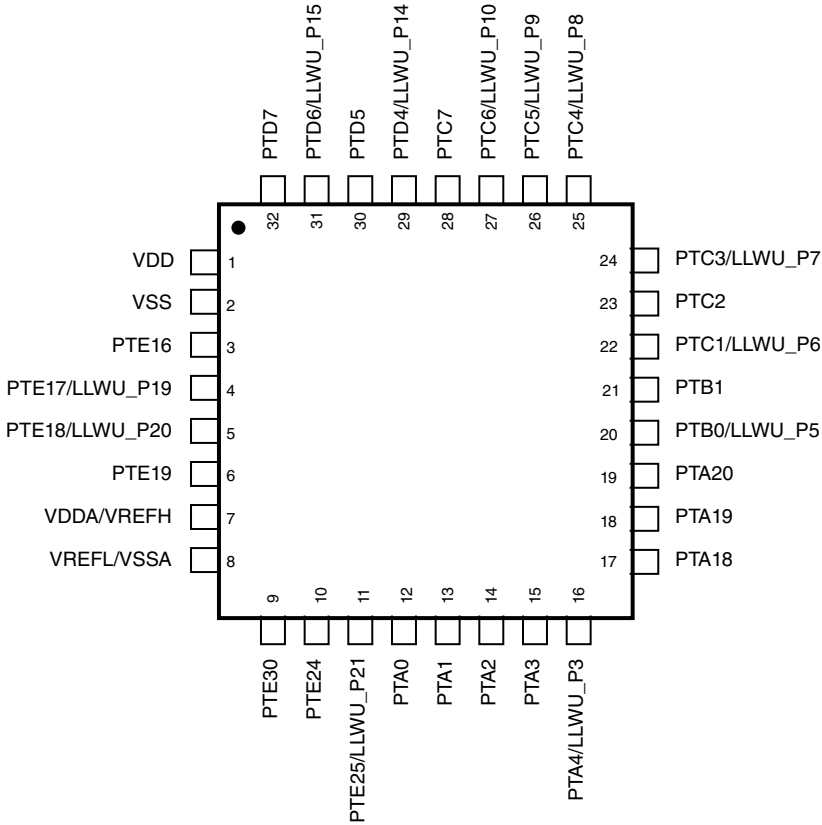 PTD7
PTD6/LLWU_P15
PTD5
PTD4/LLWU_P14
PTC7
PTC6/LLWU_P10
PTC5/LLWU_P9
PTC4/LLWU_P8
32
31
30
29
28
27
26
25
VDD
1
VSS
2
PTE16
3
PTE17/LLWU_P19
4
PTE18/LLWU_P20
5
PTE19
6
VDDA/VREFH
7
VREFL/VSSA
8
24
PTC3/LLWU_P7
23
PTC2
22
PTC1/LLWU_P6
21
PTB1
20
PTB0/LLWU_P5
19
PTA20
18
PTA19
17
PTA18
9
10
11
12
13
14
15
16
PTE30
PTE24
PTE25/LLWU_P21
PTA0
PTA1
PTA2
PTA3
PTA4/LLWU_P3